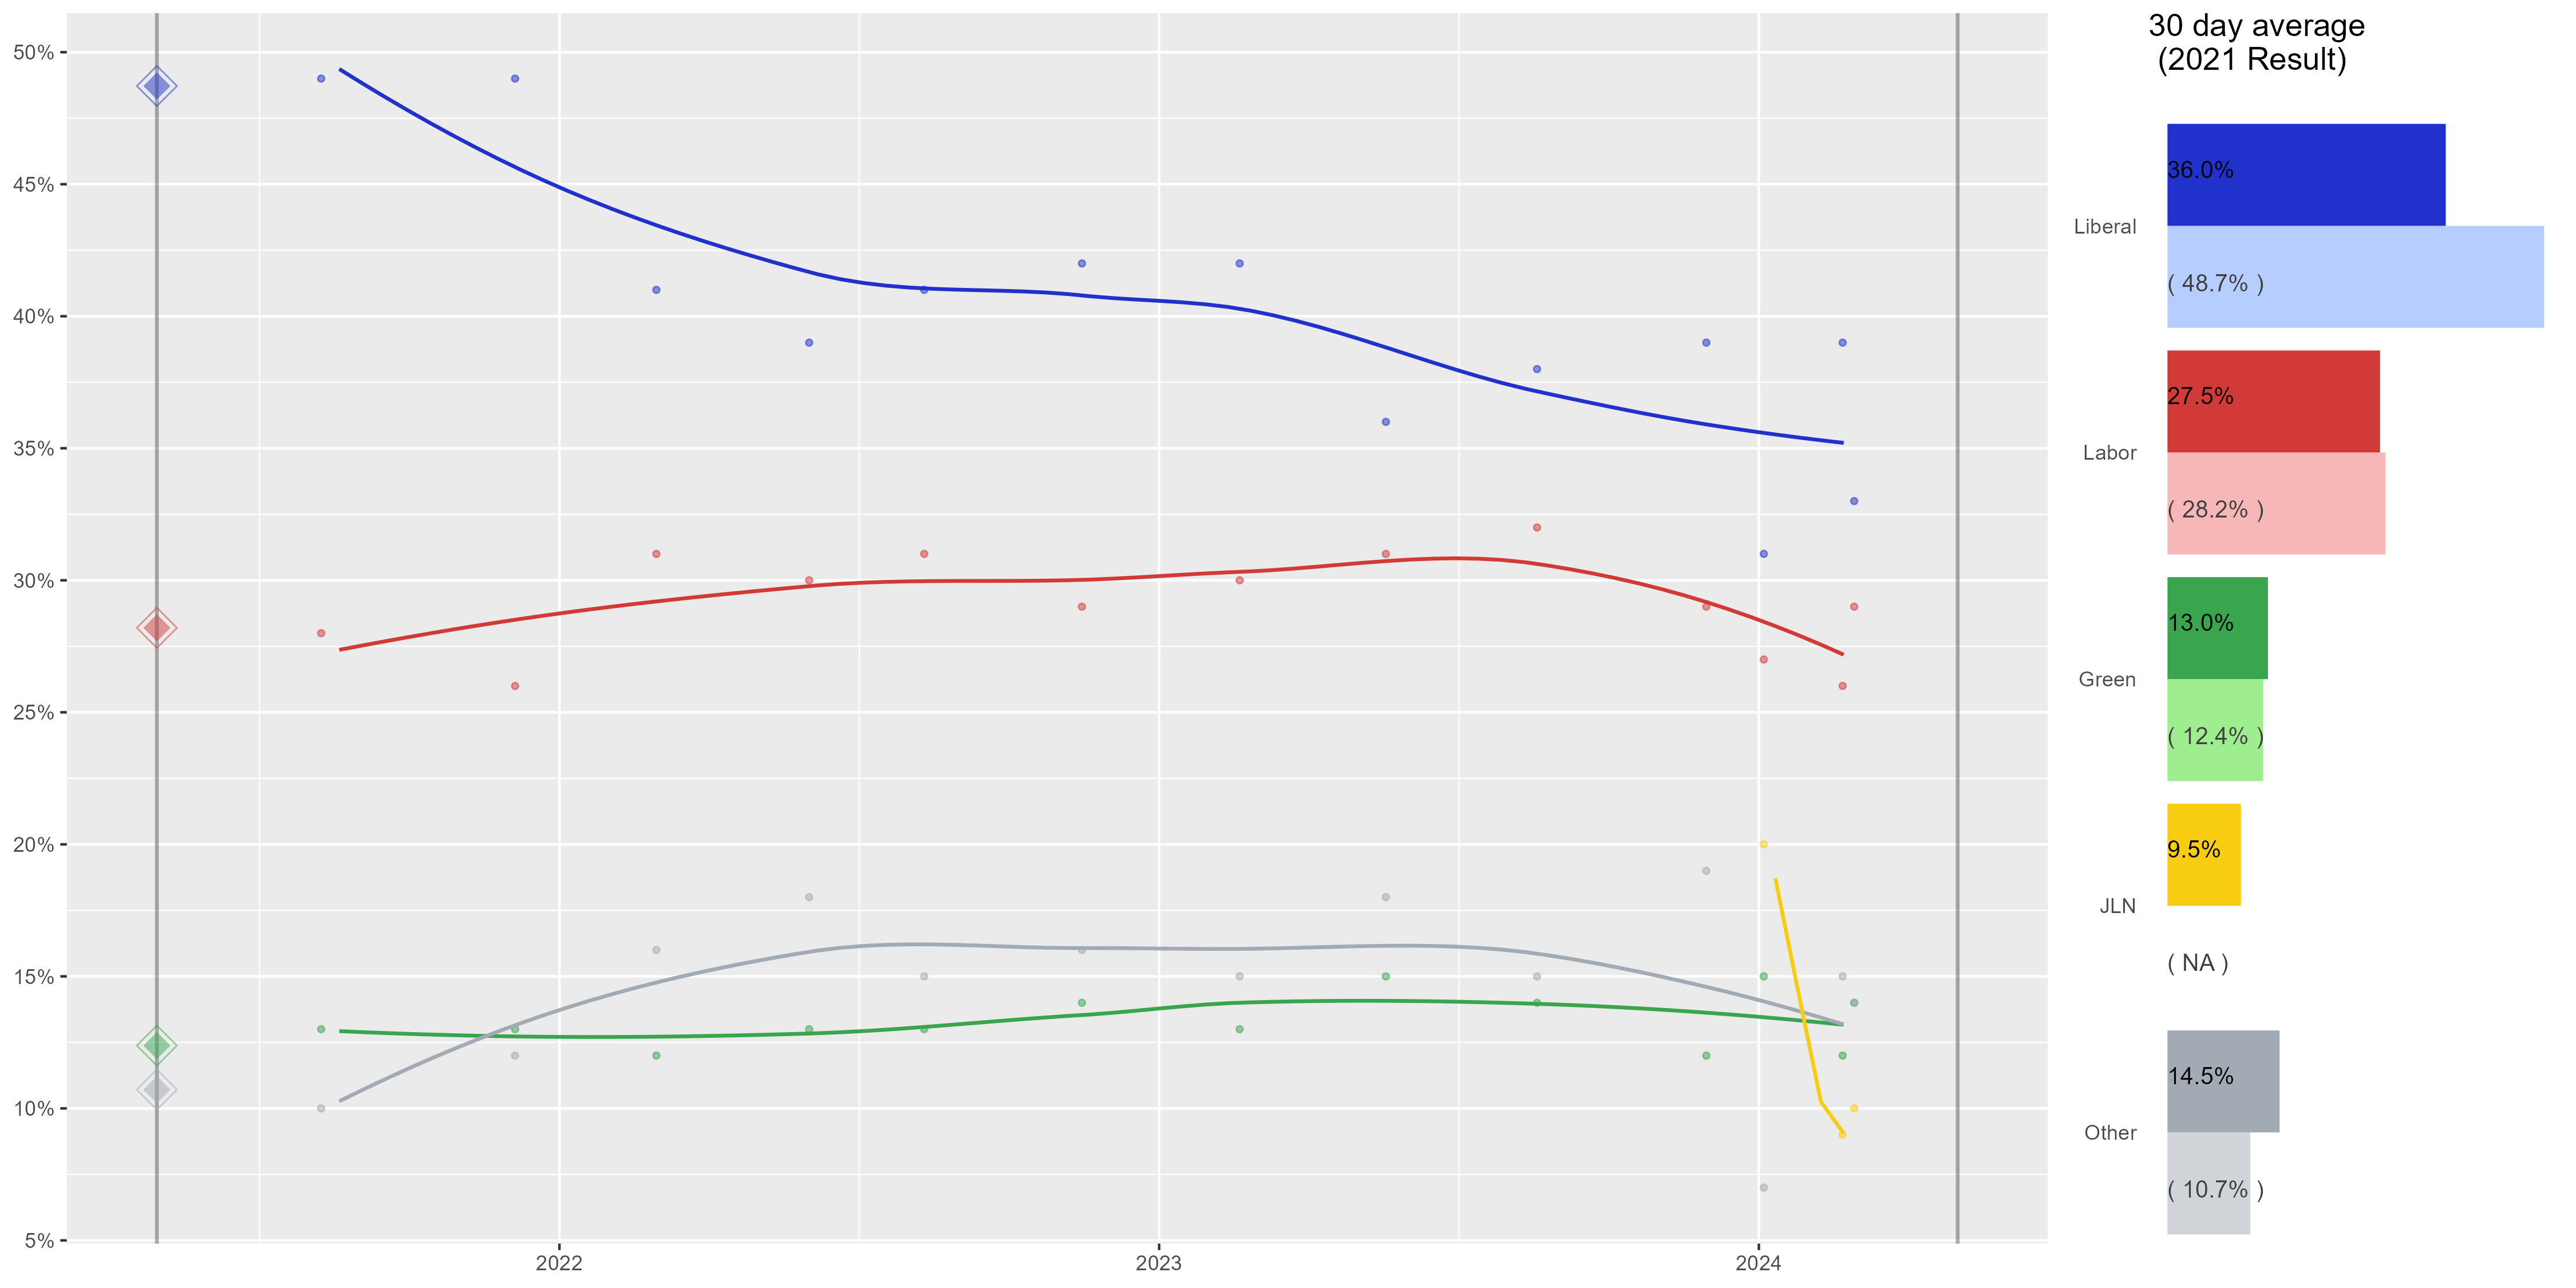 50%
45%
40%
35%
30%
25%
20%
15%
10%
5%
2022
2023
2024
30 day average
(2021 Result)
Liberal
36.0%
( 48.7% )
Labor
27.5%
( 28.2% )
Green
13.0%
( 12.4% )
JLN
9.5%
( NA )
Other
14.5%
( 10.7% )